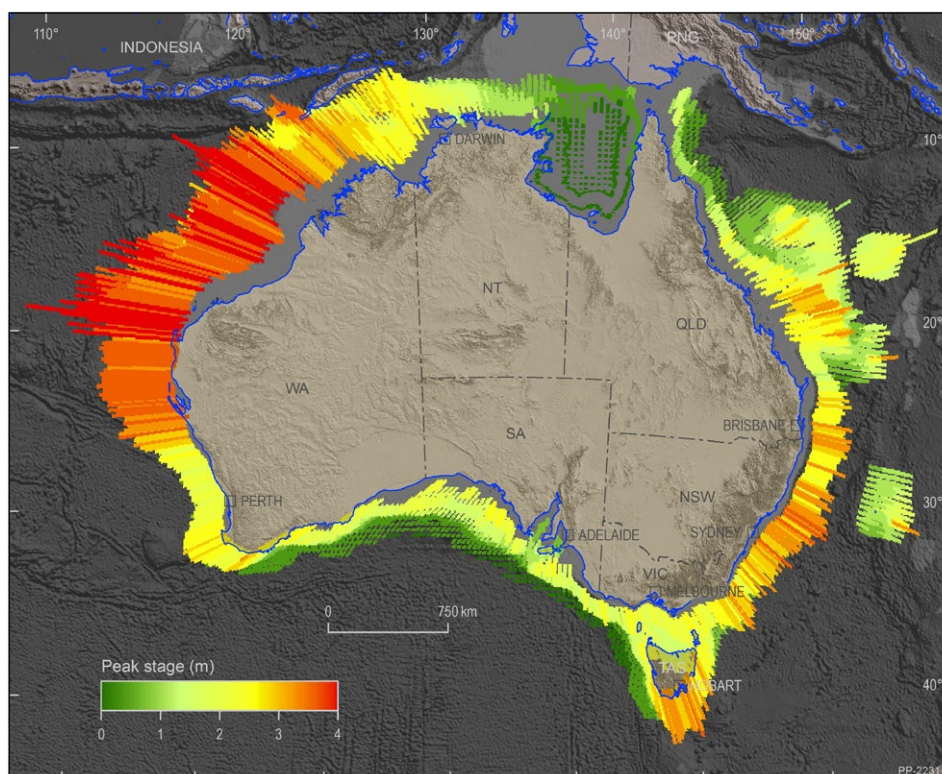 110° 120° 130° 140° 150°
INDONESIA
PNG
DARWIN
10°
NT
QLD
20°
WA
SA
BRISBANE
NSW
30°
PERTH
ADELAIDE
SYDNEY
VIC
MELBOURNE
0 750 km
Peak stage (m)
TAS
HOBART
40°
0 1 2 3 4